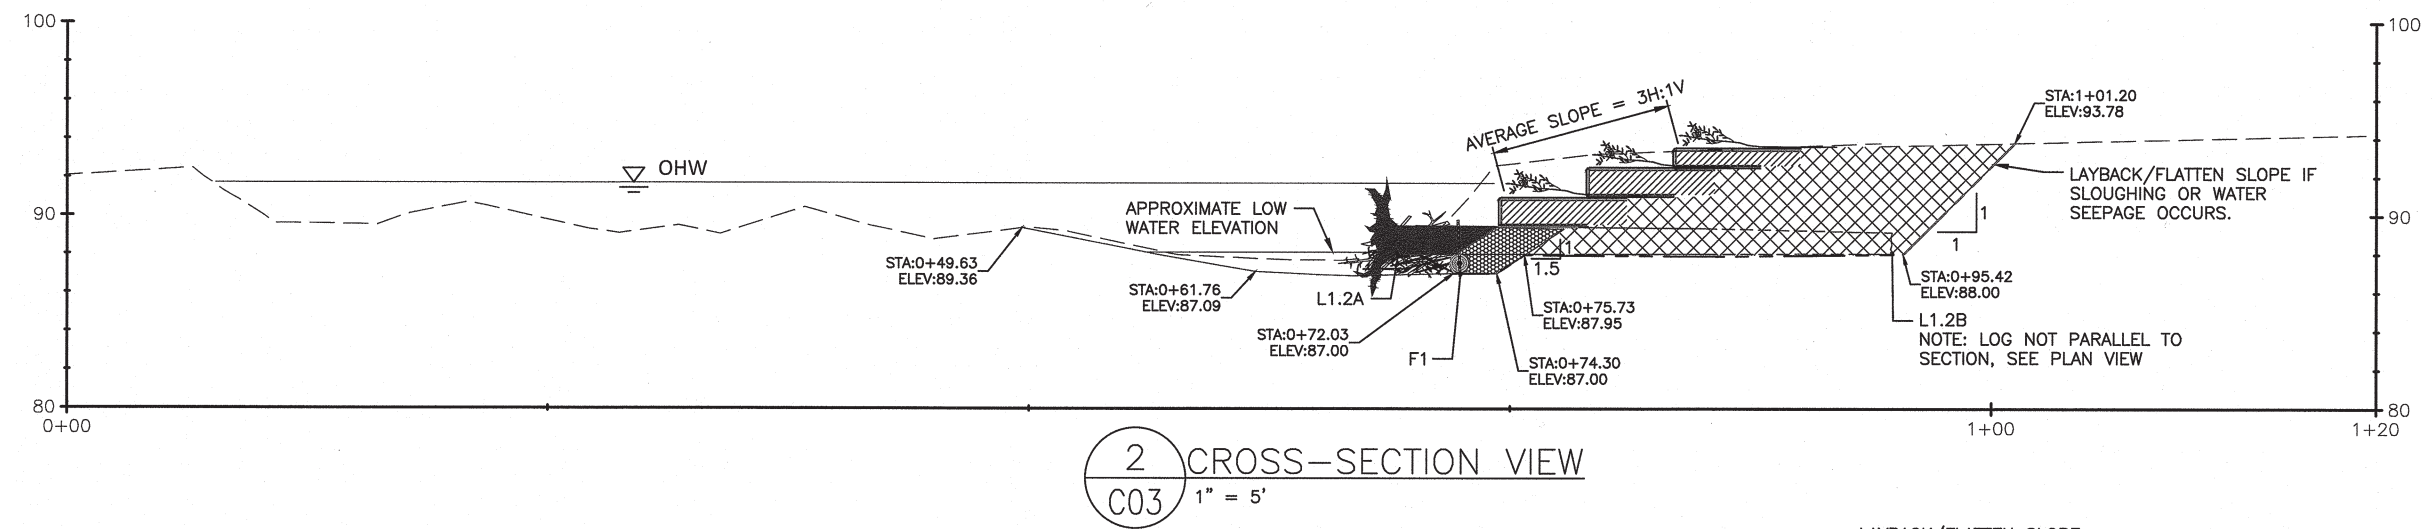 100
100
AVERAGE SLOPE = 3H:1V
STA:1+01.20
ELEV:93.78
OHW
LAYBACK/FLATTEN SLOPE IF
SLOUGHING OR WATER
SEEPAGE OCCURS.
90
90
APPROXIMATE LOW
WATER ELEVATION
1
1
1
1.5
STA:0+49.63
ELEV:89.36
STA:0+61.76
ELEV:87.09
L1.2A
STA:0+72.03
ELEV:87.00
F1
STA:0+75.73
ELEV:87.95
STA:0+74.30
ELEV:87.00
STA:0+95.42
ELEV:88.00
L1.2B
NOTE: LOG NOT PARALLEL TO
SECTION, SEE PLAN VIEW
80
80
0+00
1+00
1+20
2
C03
CROSS-SECTION VIEW
1" = 5'